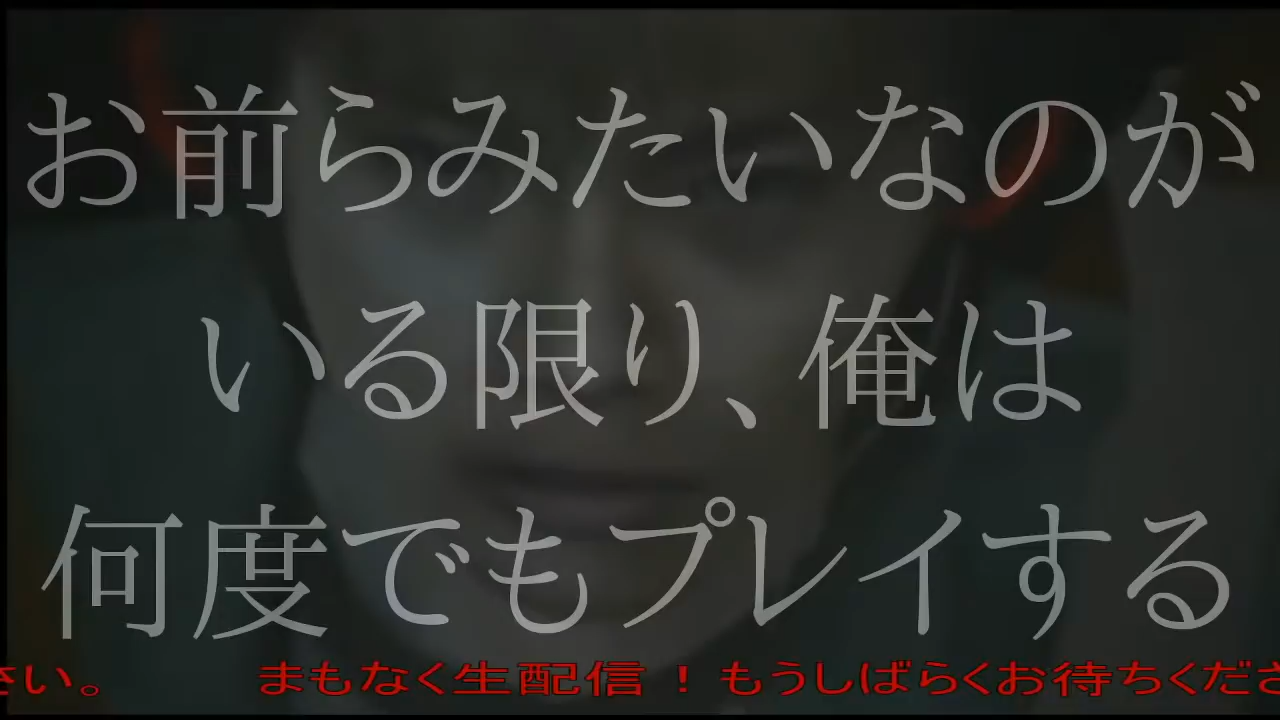 お前らみたいなのが
いる限り、俺は
何度でもプレイする
さい。 まもなく生配信！もうしばらくお待ちくださ